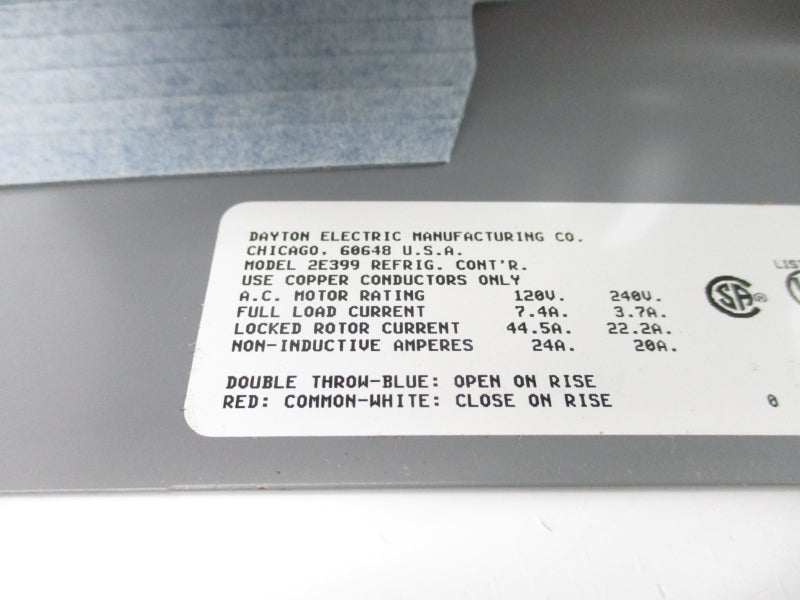 DAYTON ELECTRIC MANUFACTURING CO.
CHICAGO, 60648 U.S.A.
MODEL 2E399 REFRIG. CONT'R.
USE COPPER CONDUCTORS ONLY
A.C. MOTOR RATING 120V. 240V.
FULL LOAD CURRENT 7.4A. 3.7A.
LOCKED ROTOR CURRENT 44.5A. 22.2A.
NON-INDUCTIVE AMPERES 24A. 20A.
DOUBLE THROW-BLUE: OPEN ON RISE
RED: COMMON-WHITE: CLOSE ON RISE
SA®
0